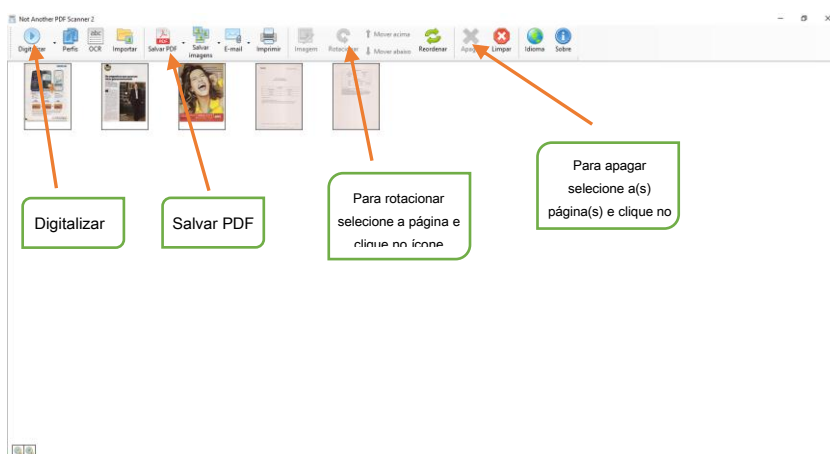 Not Another PDF Scanner 2
Digitalizar
Perfis
OCR
Importar
Salvar PDF
Salvar
imagens
E-mail
Imprimir
Imagem
Rotacionar
Mover acima
Mover abaixo
Reordenar
Apagar
Limpar
Idioma
Sobre
Digitalizar
Salvar PDF
Para rotacionar
selecione a página e
clique no ícone
Para apagar
selecione a(s)
página(s) e clique no